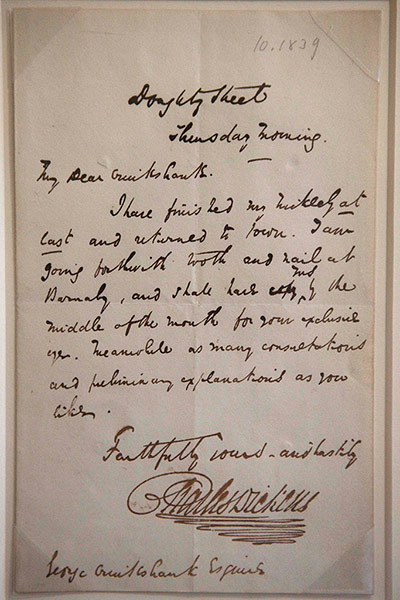 10.1839
Doughty Street
Thursday Morning.
My Dear Cruikshank.
I have finished my Nickleby at
last and returned to town. I am
going forthwith tooth and nail at
Barnaby, and shall have MS by the
middle of the month for your exclusive
eye. Meanwhile as many consultations
and preliminary explanations as you
like.
Faithfully Yours - and hastily
Charles Dickens
George Cruikshank Esquire